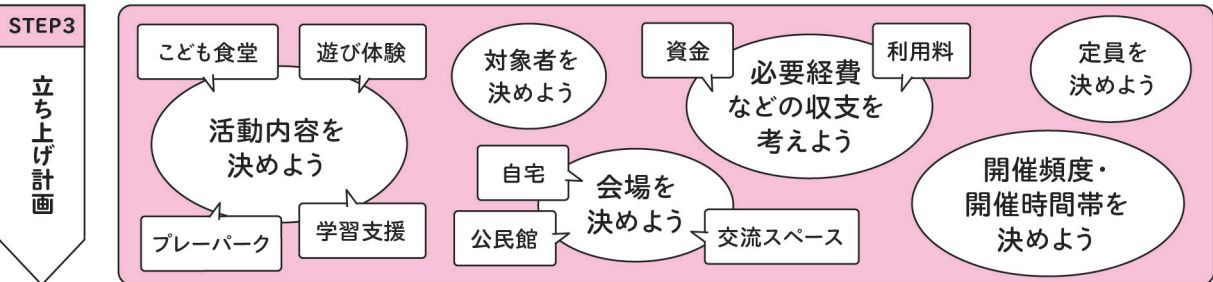 STEP3
立ち上げ計画
こども食堂
遊び体験
活動内容を
決めよう
プレーパーク
学習支援
対象者を
決めよう
資金
利用料
必要経費
などの収支を
考えよう
自宅
会場を
決めよう
公民館
交流スペース
定員を
決めよう
開催頻度・
開催時間帯を
決めよう